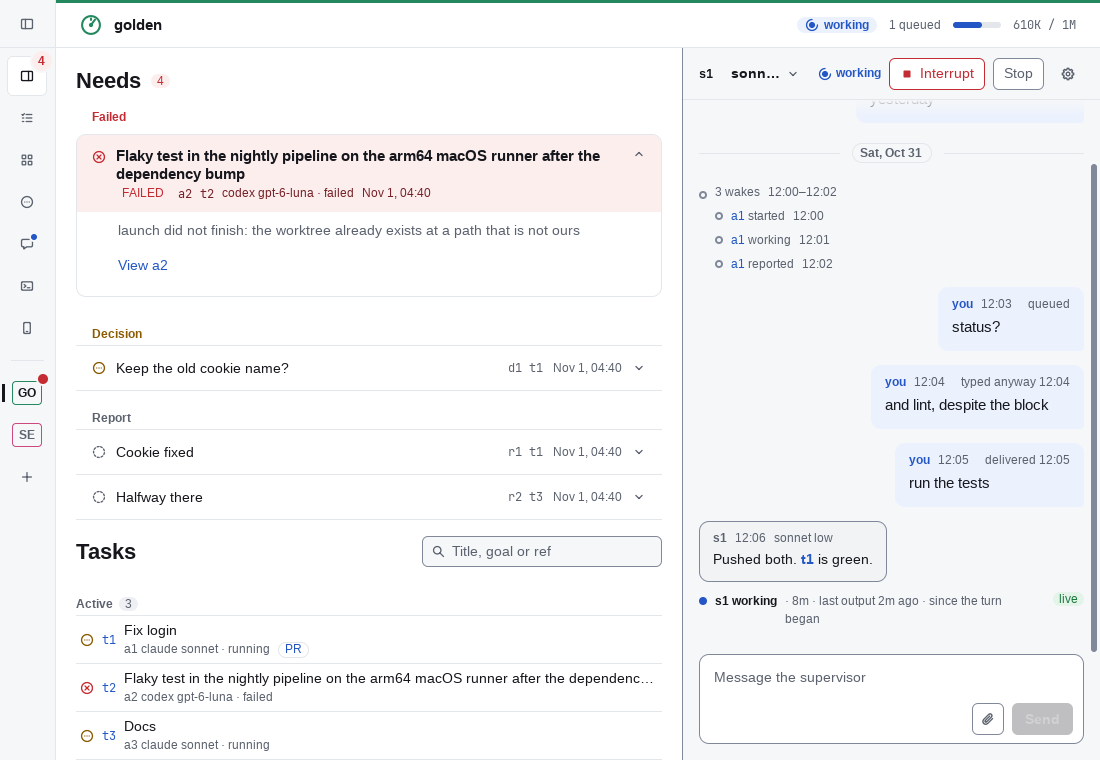 golden
working
1 queued
610K / 1M
4
GO
SE
Needs 4
Failed
Flaky test in the nightly pipeline on the arm64 macOS runner after the
dependency bump
FAILED a2 t2 codex gpt-6-luna · failed Nov 1, 04:40
launch did not finish: the worktree already exists at a path that is not ours
View a2
Decision
Keep the old cookie name? d1 t1 Nov 1, 04:40
Report
Cookie fixed r1 t1 Nov 1, 04:40
Halfway there r2 t3 Nov 1, 04:40
Tasks
Title, goal or ref
Active 3
t1 Fix login
a1 claude sonnet · running PR
t2 Flaky test in the nightly pipeline on the arm64 macOS runner after the dependenc…
a2 codex gpt-6-luna · failed
t3 Docs
a3 claude sonnet · running
s1 sonn… working Interrupt Stop
yesterday
Sat, Oct 31
3 wakes 12:00–12:02
a1 started 12:00
a1 working 12:01
a1 reported 12:02
you 12:03 queued
status?
you 12:04 typed anyway 12:04
and lint, despite the block
you 12:05 delivered 12:05
run the tests
s1 12:06 sonnet low
Pushed both. t1 is green.
s1 working · 8m · last output 2m ago · since the turn
began
live
Message the supervisor
Send